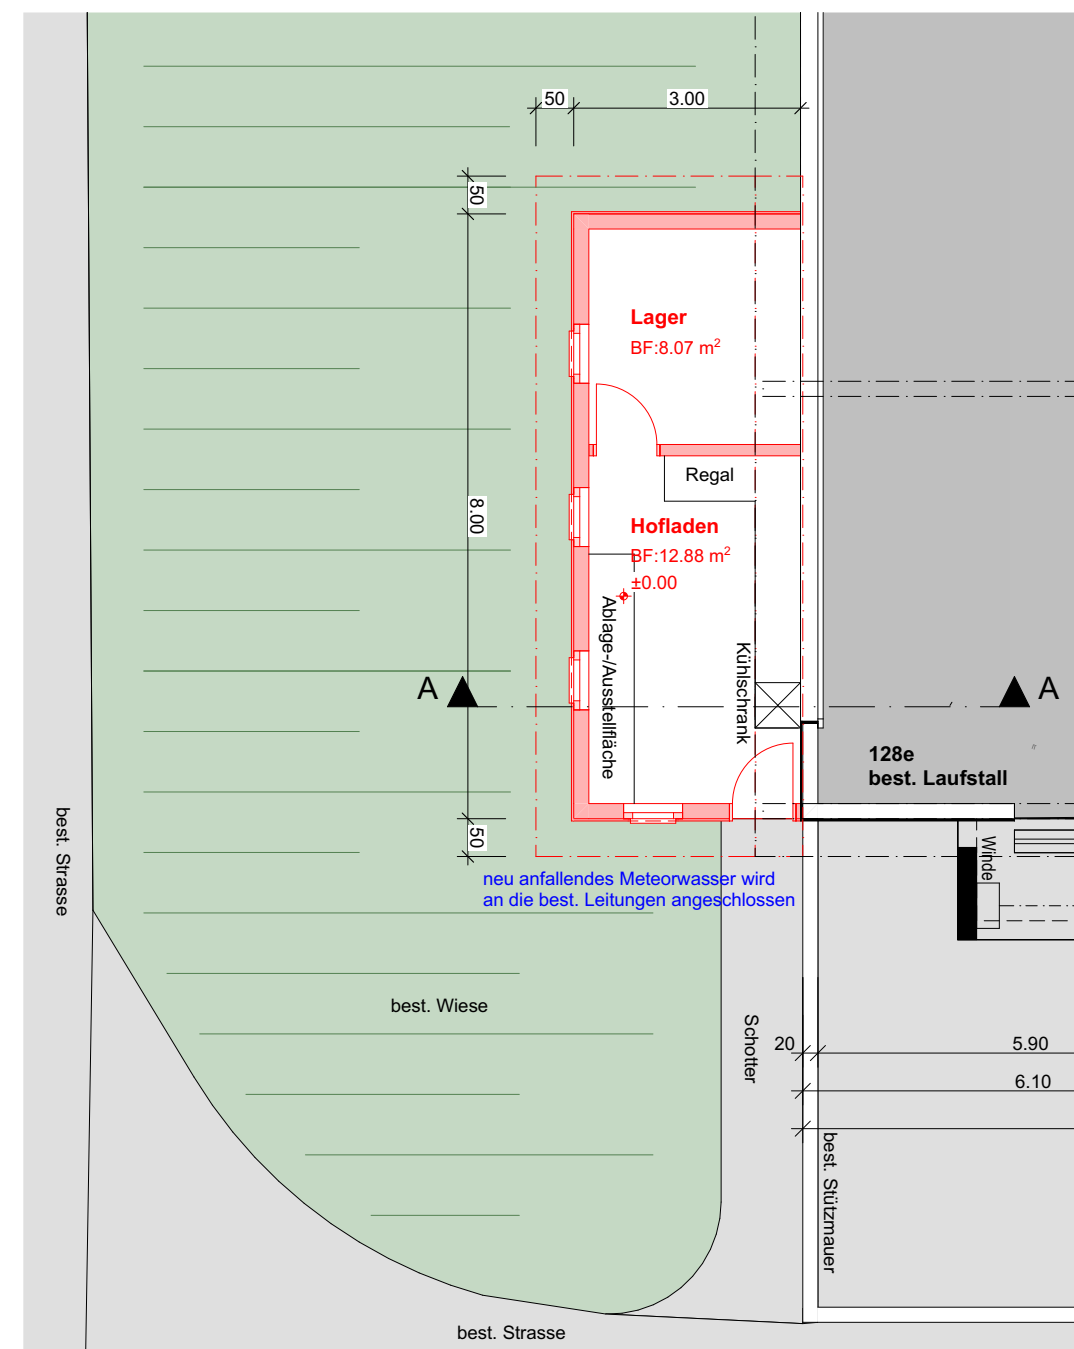 50
3.00
50
Lager
BF:8.07 m²
Regal
8.00
Hofladen
BF:12.88 m²
±0.00
Ablage-/Ausstellfläche
Kühlschrank
A
A
128e
best. Laufstall
best. Strasse
50
Winde
neu anfallendes Meteorwasser wird
an die best. Leitungen angeschlossen
best. Wiese
Schotter
20
5.90
6.10
best. Stützmauer
best. Strasse